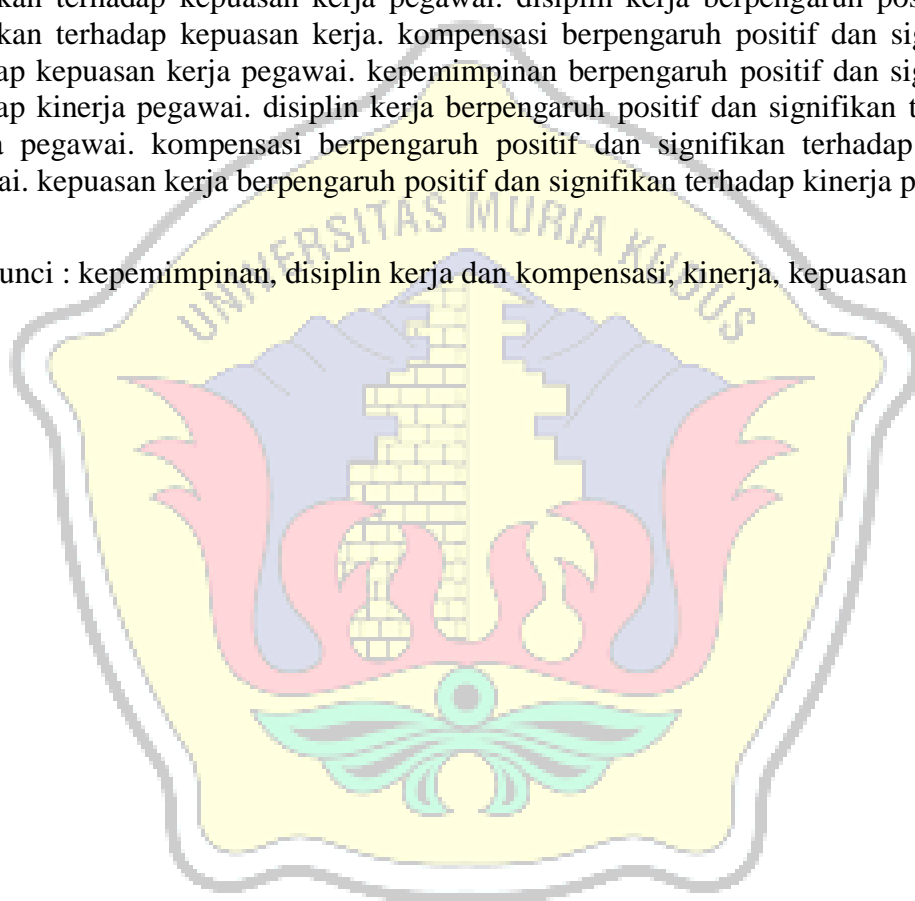 kan terhadap kepuasan kerja pegawai. disiplin kerja berpengaruh pos
kan terhadap kepuasan kerja. kompensasi berpengaruh positif dan sig
ap kepuasan kerja pegawai. kepemimpinan berpengaruh positif dan sig
ap kinerja pegawai. disiplin kerja berpengaruh positif dan signifikan t
a pegawai. kompensasi berpengaruh positif dan signifikan terhadap
ai. kepuasan kerja berpengaruh positif dan signifikan terhadap kinerja p
unci : kepemimpinan, disiplin kerja dan kompensasi, kinerja, kepuasan
UNIVERSITAS MURIA KUDUS